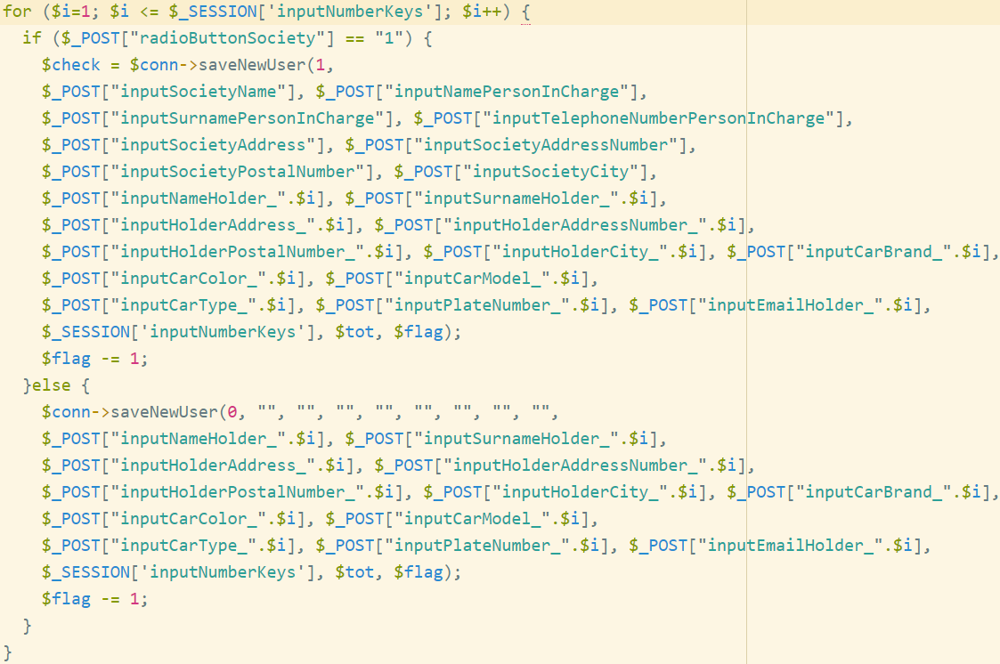 for ($i=1; $i <= $_SESSION['inputNumberKeys']; $i++) {
  if ($_POST["radioButtonSociety"] == "1") {
    $check = $conn->saveNewUser(1,
    $_POST["inputSocietyName"], $_POST["inputNamePersonInCharge"],
    $_POST["inputSurnamePersonInCharge"], $_POST["inputTelephoneNumberPersonInCharge"],
    $_POST["inputSocietyAddress"], $_POST["inputSocietyAddressNumber"],
    $_POST["inputSocietyPostalNumber"], $_POST["inputSocietyCity"],
    $_POST["inputNameHolder_".$i], $_POST["inputSurnameHolder_".$i],
    $_POST["inputHolderAddress_".$i], $_POST["inputHolderAddressNumber_".$i],
    $_POST["inputHolderPostalNumber_".$i], $_POST["inputHolderCity_".$i], $_POST["inputCarBrand_".$i],
    $_POST["inputCarColor_".$i], $_POST["inputCarModel_".$i],
    $_POST["inputCarType_".$i], $_POST["inputPlateNumber_".$i], $_POST["inputEmailHolder_".$i],
    $_SESSION['inputNumberKeys'], $tot, $flag);
    $flag -= 1;
  }else {
    $conn->saveNewUser(0, "", "", "", "", "", "", "", "",
    $_POST["inputNameHolder_".$i], $_POST["inputSurnameHolder_".$i],
    $_POST["inputHolderAddress_".$i], $_POST["inputHolderAddressNumber_".$i],
    $_POST["inputHolderPostalNumber_".$i], $_POST["inputHolderCity_".$i], $_POST["inputCarBrand_".$i],
    $_POST["inputCarColor_".$i], $_POST["inputCarModel_".$i],
    $_POST["inputCarType_".$i], $_POST["inputPlateNumber_".$i], $_POST["inputEmailHolder_".$i],
    $_SESSION['inputNumberKeys'], $tot, $flag);
    $flag -= 1;
  }
}